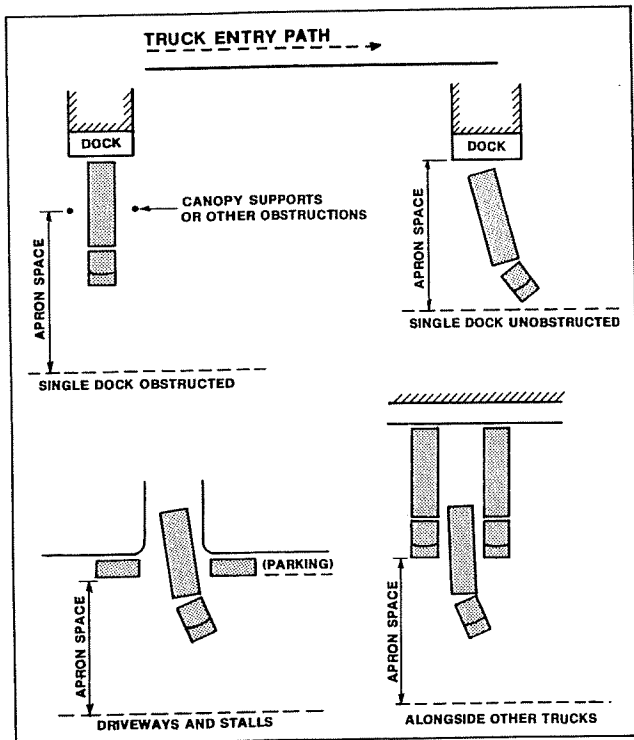 TRUCK ENTRY PATH
DOCK
DOCK
CANOPY SUPPORTS
OR OTHER OBSTRUCTIONS
APRON SPACE
APRON SPACE
SINGLE DOCK UNOBSTRUCTED
SINGLE DOCK OBSTRUCTED
(PARKING)
APRON SPACE
APRON SPACE
DRIVEWAYS AND STALLS
ALONGSIDE OTHER TRUCKS